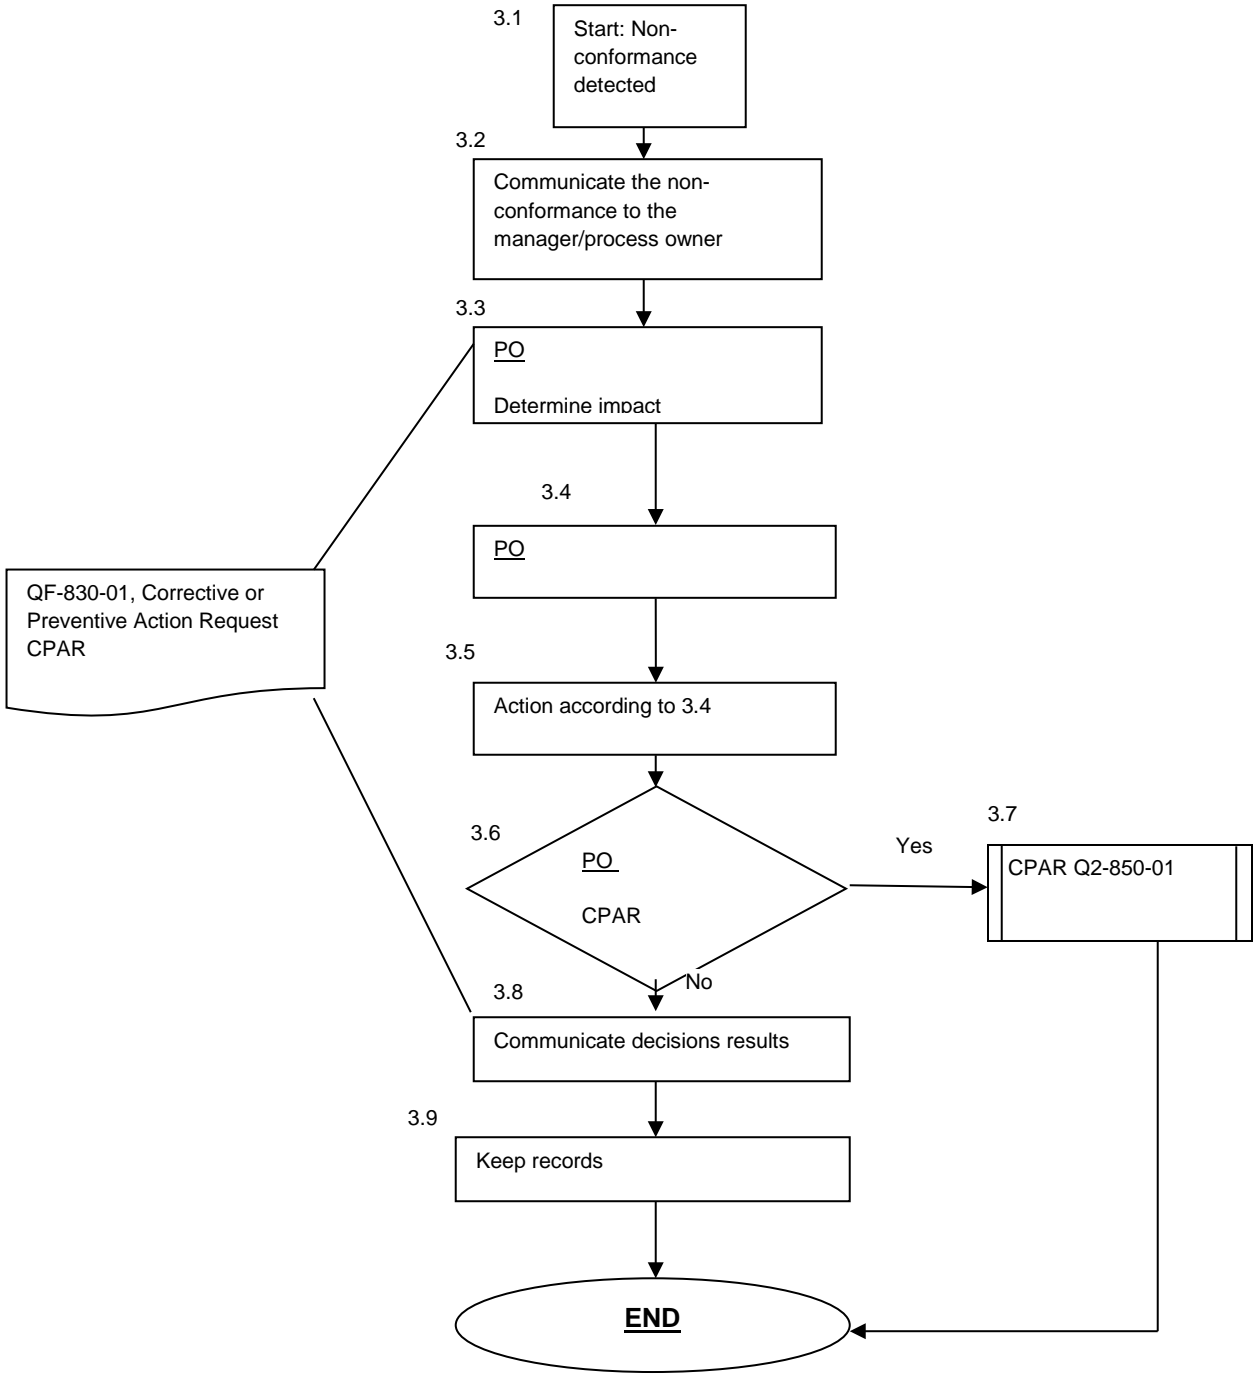 3.1
Start: Non-
conformance
detected
3.2
Communicate the non-
conformance to the
manager/process owner
3.3
PO
Determine impact
3.4
PO
QF-830-01, Corrective or
Preventive Action Request
CPAR
3.5
Action according to 3.4
3.6
PO
CPAR
Yes
3.7
CPAR Q2-850-01
No
3.8
Communicate decisions results
3.9
Keep records
END